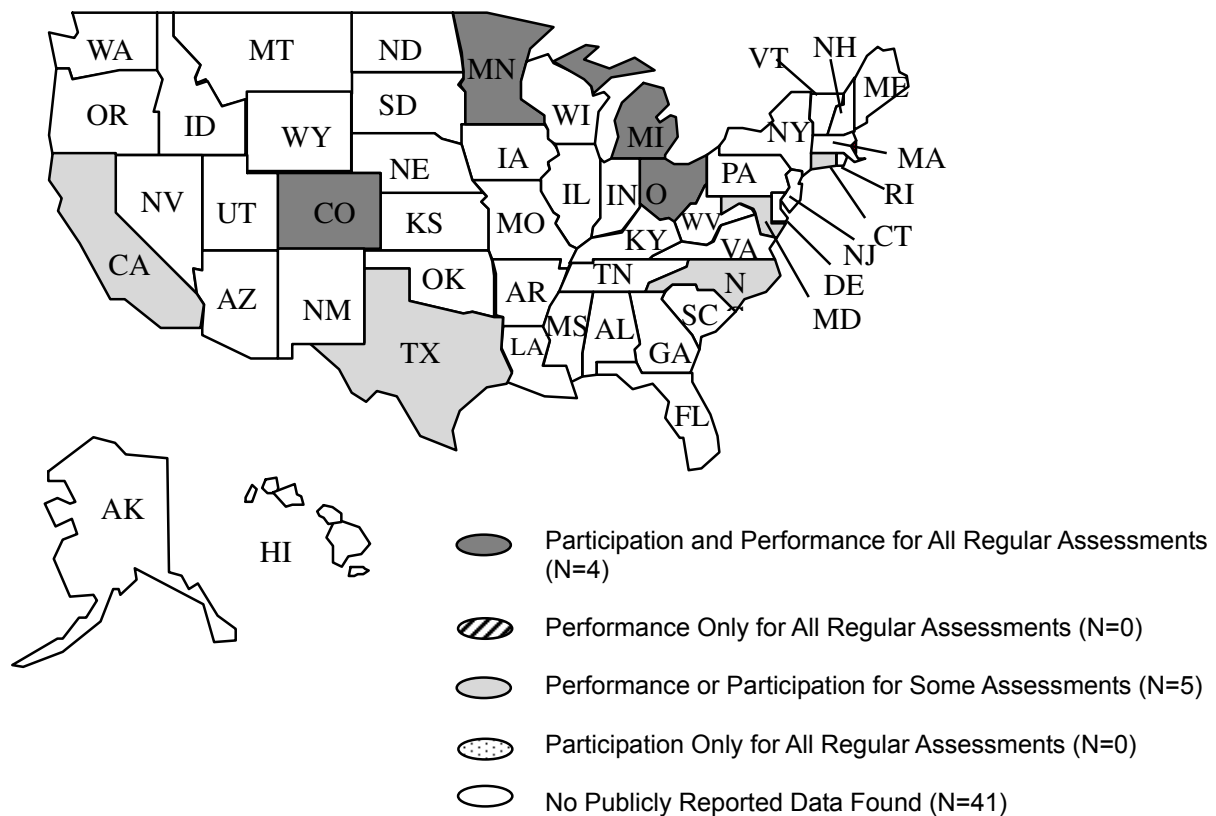 WA
MT
ND
MN
VT
NH
ME
OR
ID
SD
WI
NY
WY
MI
MA
IA
NE
PA
RI
NV
UT
CO
IL
IN
O
CT
KS
MO
WV
NJ
KY
VA
CA
DE
OK
TN
AZ
NM
AR
N
MD
SC
MS
AL
TX
LA
GA
FL
AK
HI
Participation and Performance for All Regular Assessments
(N=4)
Performance Only for All Regular Assessments (N=0)
Performance or Participation for Some Assessments (N=5)
Participation Only for All Regular Assessments (N=0)
No Publicly Reported Data Found (N=41)